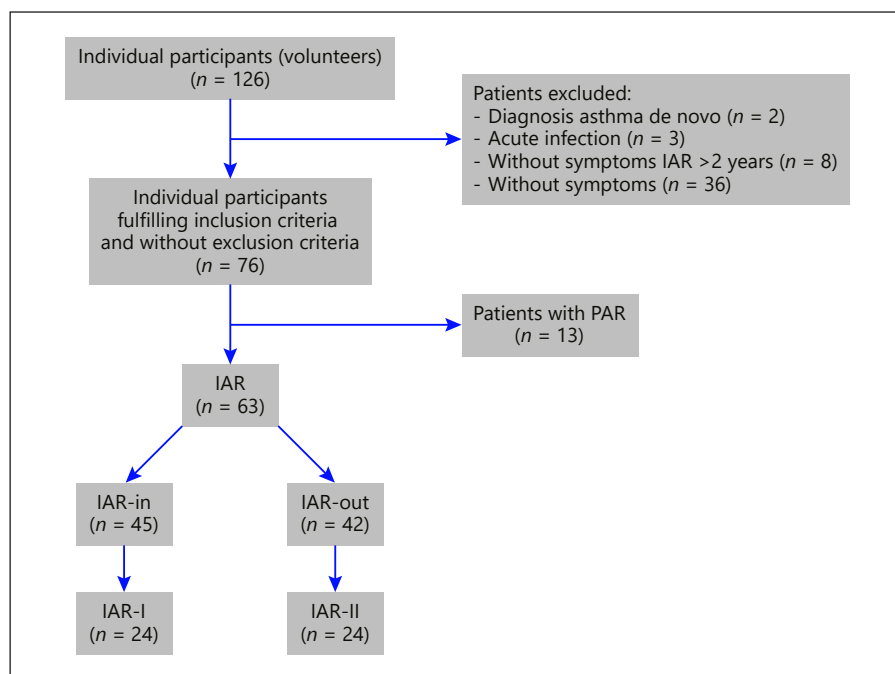 Individual participants (volunteers)
(n = 126)
Patients excluded:
- Diagnosis asthma de novo (n = 2)
- Acute infection (n = 3)
- Without symptoms IAR >2 years (n = 8)
- Without symptoms (n = 36)
Individual participants
fulfilling inclusion criteria
and without exclusion criteria
(n = 76)
Patients with PAR
(n = 13)
IAR
(n = 63)
IAR-in
(n = 45)
IAR-out
(n = 42)
IAR-I
(n = 24)
IAR-II
(n = 24)